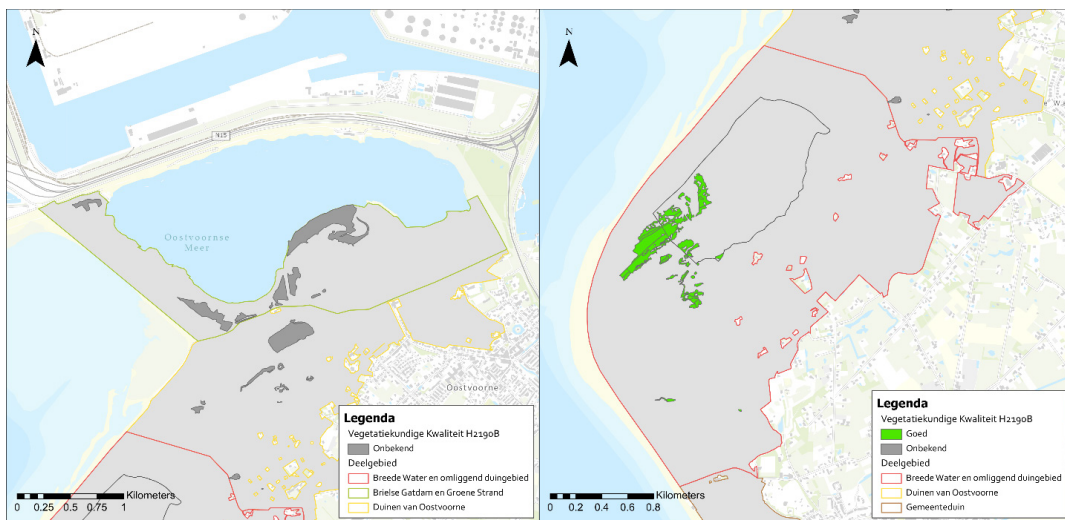 N
N15
Oostvoornse
Meer
Oostvoorne
Legenda
Vegetatiekundige Kwaliteit H2190B
Onbekend
Deelgebied
Breede Water en omliggend duingebied
Brielse Gatdam en Groene Strand
Duinen van Oostvoorne
Kilometers
0 0.25 0.5 0.75 1
N
Legenda
Vegetatiekundige Kwaliteit H2190B
Goed
Onbekend
Deelgebied
Breede Water en omliggend duingebied
Duinen van Oostvoorne
Gemeenteduin
Kilometers
0 0.2 0.4 0.6 0.8